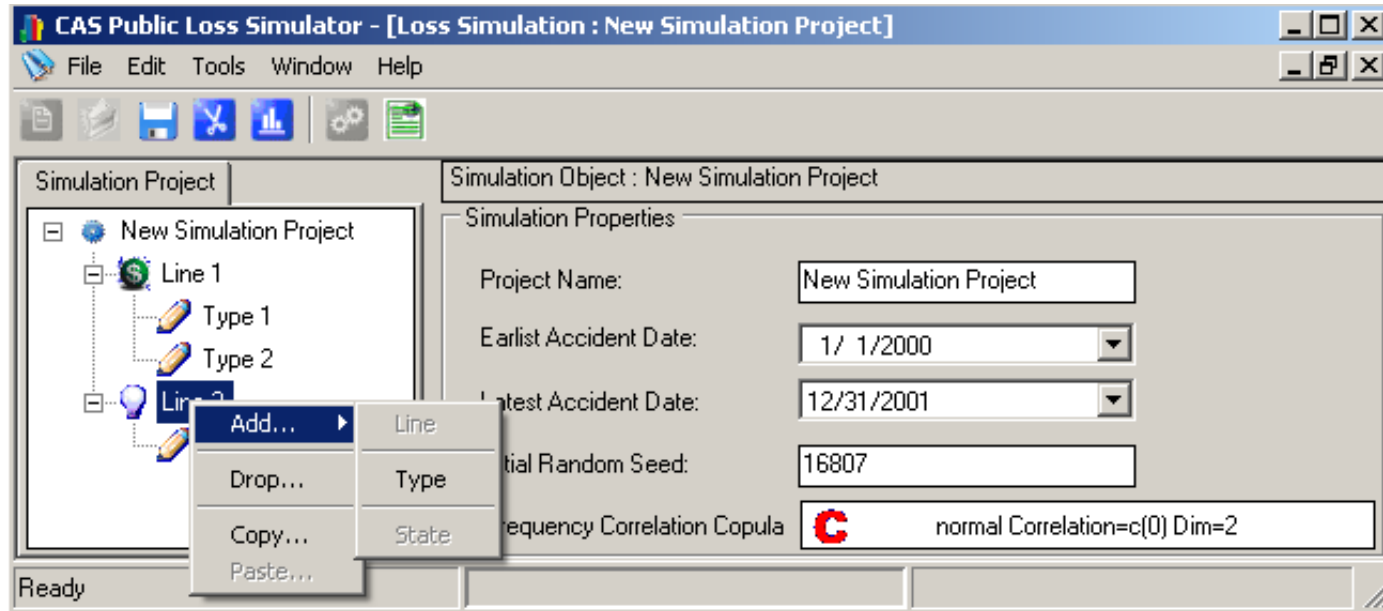 CAS Public Loss Simulator - [Loss Simulation : New Simulation Project]
File Edit Tools Window Help
Simulation Project
Simulation Object : New Simulation Project
New Simulation Project
Line 1
Type 1
Type 2
Simulation Properties
Project Name: New Simulation Project
Earlist Accident Date: 1/ 1/2000
Latest Accident Date: 12/31/2001
Random Seed: 16807
Correlation Copula C normal Correlation=c(0) Dim=2
Add...
Drop...
Copy...
Paste...
Line
Type
State
Ready